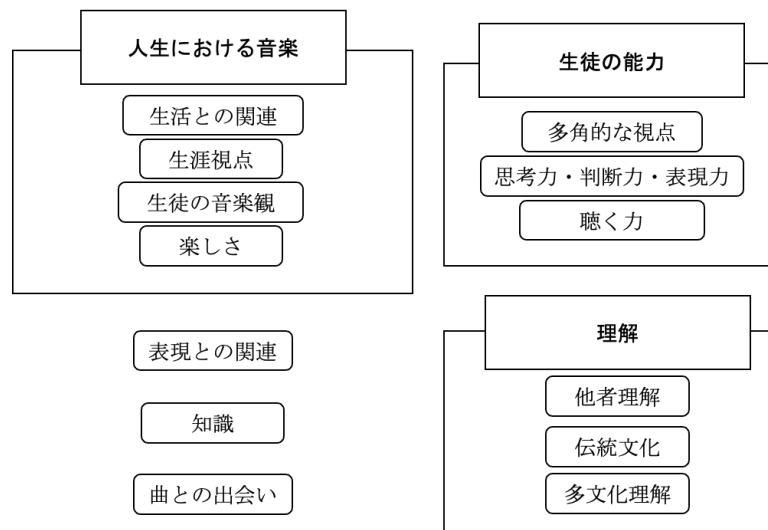 人生における音楽
生活との関連
生涯視点
生徒の音楽観
楽しさ
表現との関連
知識
曲との出会い
生徒の能力
多角的な視点
思考力・判断力・表現力
聴く力
理解
他者理解
伝統文化
多文化理解